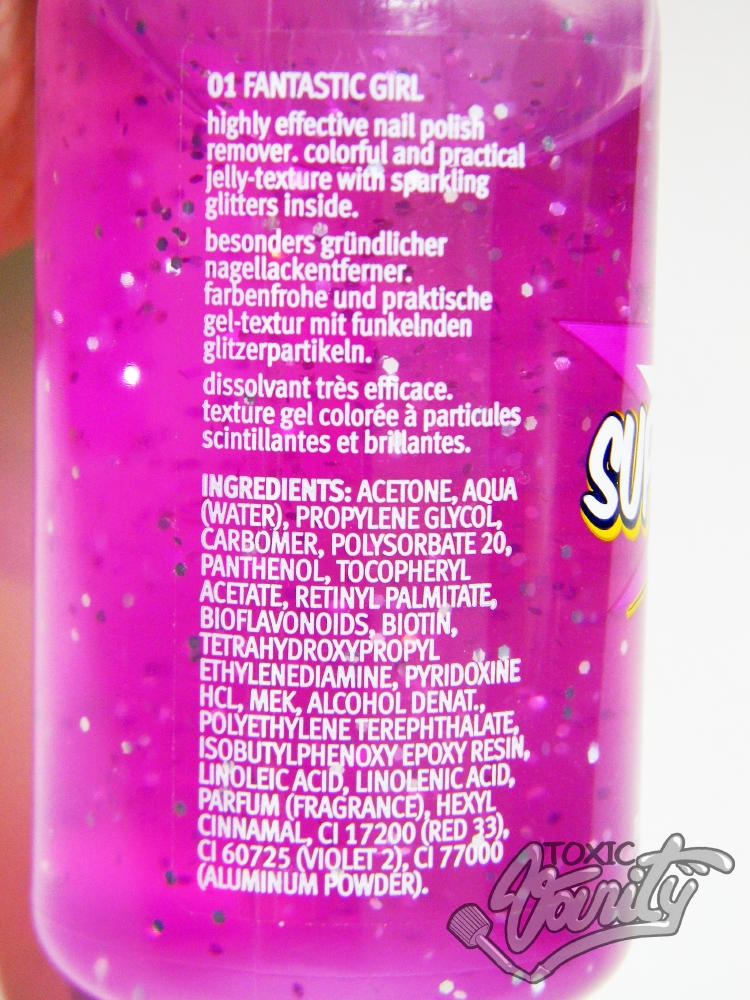 01 FANTASTIC GIRL
highly effective nail polish
remover. colorful and practical
jelly-texture with sparkling
glitters inside.
besonders gründlicher
nagellackentferner.
farbenfrohe und praktische
gel-textur mit funkelnden
glitzerpartikeln.
dissolvant très efficace.
texture gel colorée à particules
scintillantes et brillantes.
INGREDIENTS: ACETONE, AQUA
(WATER), PROPYLENE GLYCOL,
CARBOMER, POLYSORBATE 20,
PANTHENOL, TOCOPHERYL
ACETATE, RETINYL PALMITATE,
BIOFLAVONOIDS, BIOTIN,
TETRAHYDROXYPROPYL
ETHYLENEDIAMINE, PYRIDOXINE
HCL, MEK, ALCOHOL DENAT.,
POLYETHYLENE TEREPHTHALATE,
ISOBUTYLPHENOXY EPOXY RESIN,
LINOLEIC ACID, LINOLENIC ACID,
PARFUM (FRAGRANCE), HEXYL
CINNAMAL, CI 17200 (RED 33),
CI 60725 (VIOLET 2), CI 77000
(ALUMINUM POWDER).
TOXIC
Vanity